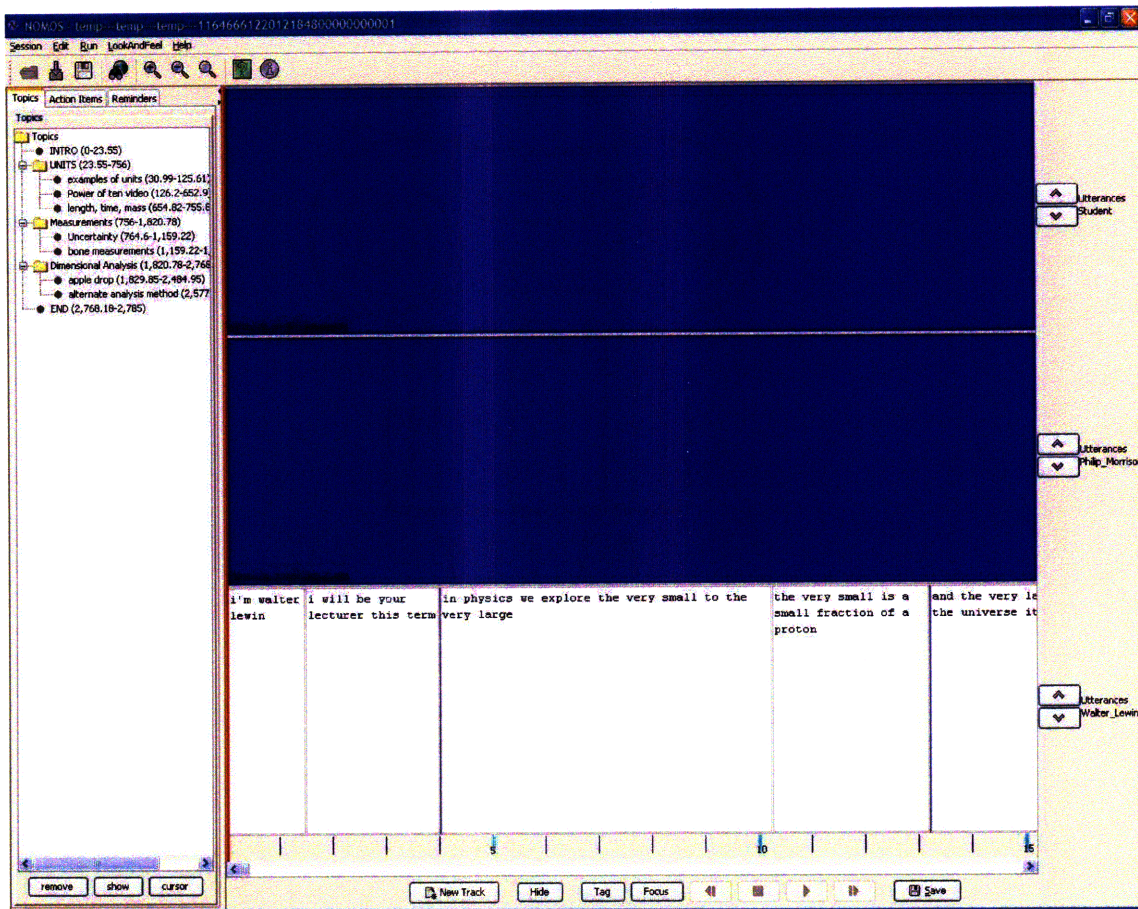 NOMOS --temp---temp ---temp---1164666122012184800000000001
Session Edit Run LookAndFeel Help
Topics Action Items Reminders
Topics
Topics
INTRO (0-23.55)
UNITS (23.55-756)
examples of units (30.99-125.61)
Power of ten video (126.2-652.9)
length, time, mass (654.82-755.8
Measurements (756-1,820.78)
Uncertainty (764.6-1,159.22)
bone measurements (1,159.22-1,
Dimensional Analysis (1,820.78-2,768
apple drop (1,829.85-2,484.95)
alternate analysis method (2,577
END (2,768.18-2,785)
Utterances
Student
Utterances
Philip_Morriso
i'm walter
lewin
i will be your
lecturer this term
in physics we explore the very small to the
very large
the very small is a
small fraction of a
proton
and the very la
the universe it
Utterances
Walter_Lewin
5 10 15
remove show cursor
New Track Hide Tag Focus Save